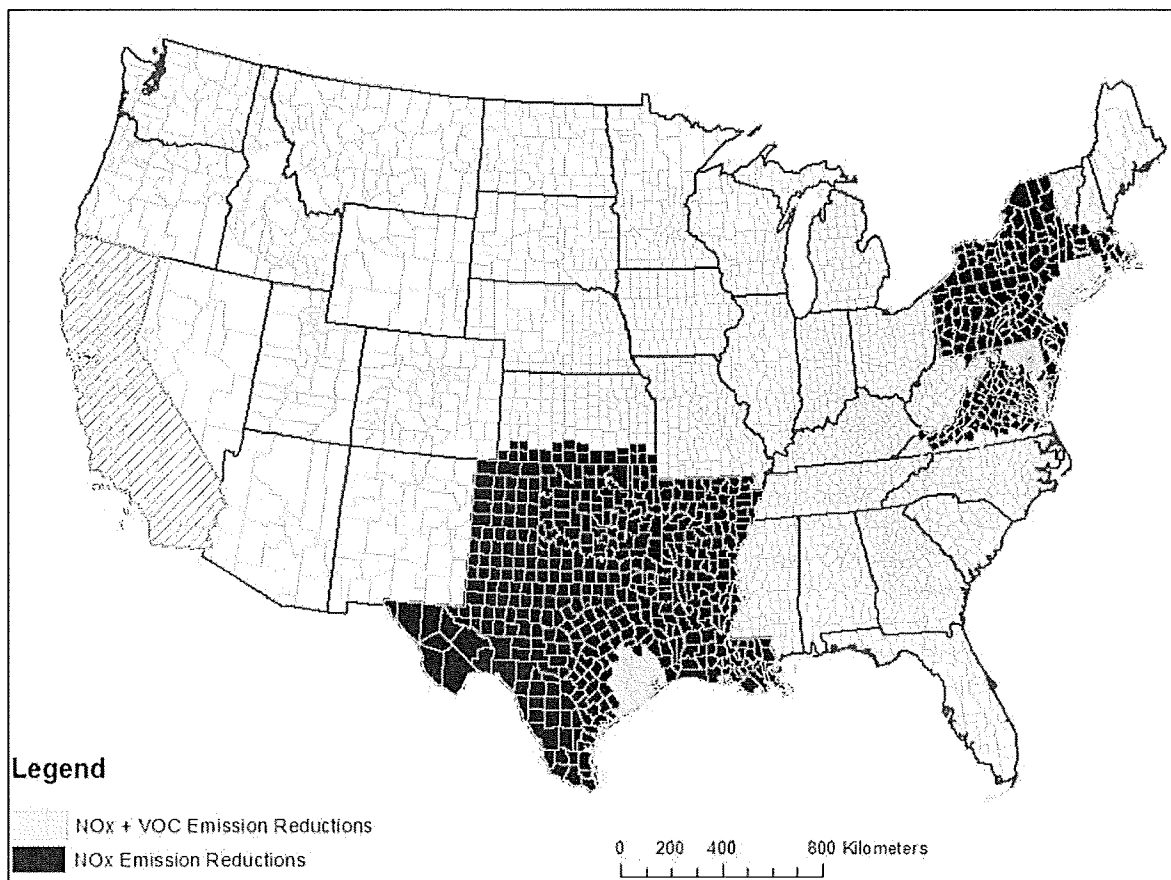 Legend
NOx + VOC Emission Reductions
NOx Emission Reductions
0 200 400 800 Kilometers